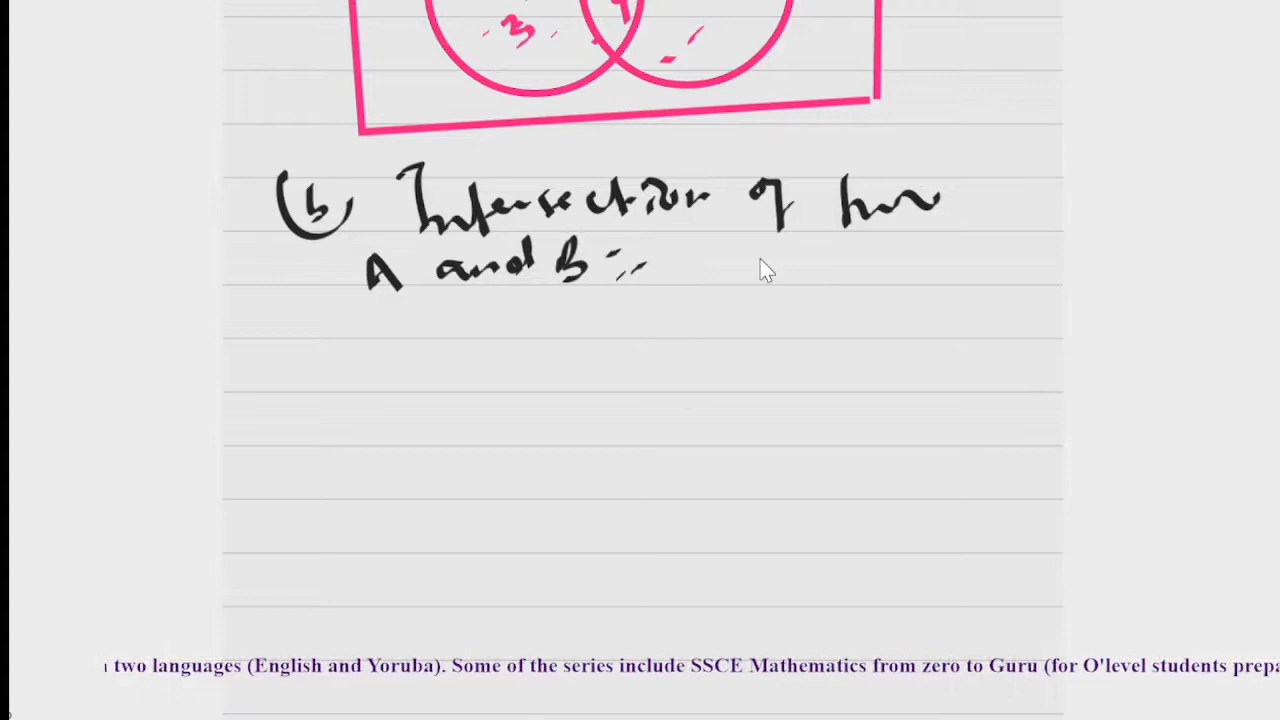 3
(b) Intersection of two
A and B :-
two languages (English and Yoruba). Some of the series include SSCE Mathematics from zero to Guru (for O'level students prepa